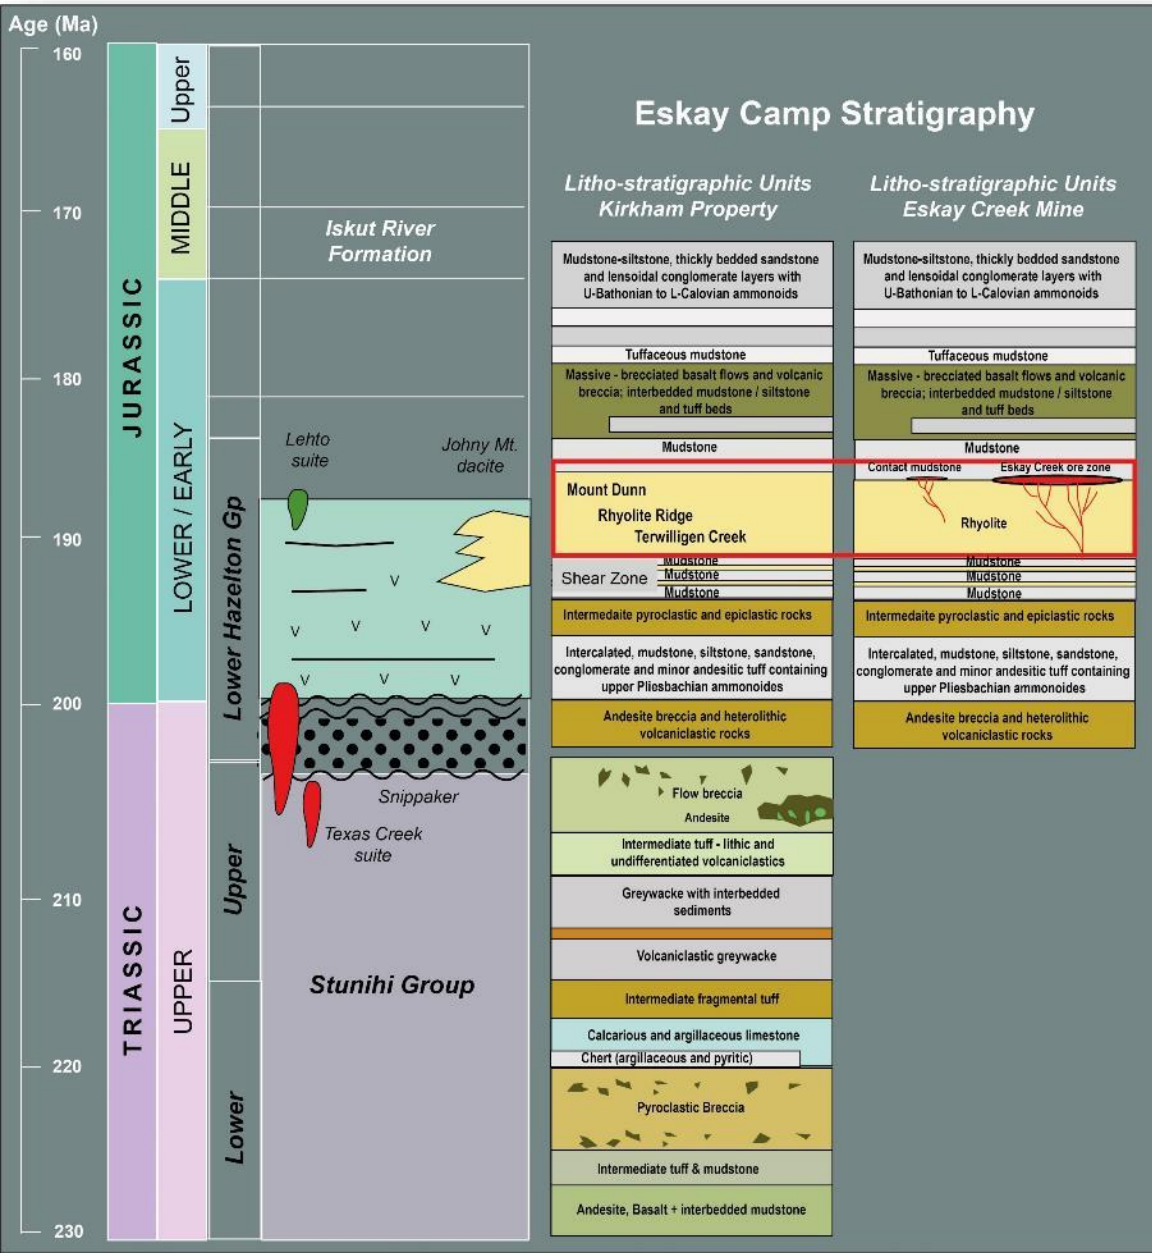 Age (Ma)
160
170
180
190
200
210
220
230
JURASSIC
TRIASSIC
Upper
MIDDLE
LOWER / EARLY
UPPER
Lower Hazelton Gp
Upper
Lower
Iskut River
Formation
Lehto
suite
Johny Mt.
dacite
V
V
V
V
V
V
V
V
Snippaker
Texas Creek
suite
Stunihi Group
Eskay Camp Stratigraphy
Litho-stratigraphic Units
Kirkham Property
Mudstone-siltstone, thickly bedded sandstone
and lensoidal conglomerate layers with
U-Bathonian to L-Calovian ammonoids
Tuffaceous mudstone
Massive - brecciated basalt flows and volcanic
breccia; interbedded mudstone / siltstone
and tuff beds
Mudstone
Mount Dunn
Rhyolite Ridge
Terwilligen Creek
Mudstone
Shear Zone
Mudstone
Mudstone
Intermedaite pyroclastic and epiclastic rocks
Intercalated, mudstone, siltstone, sandstone,
conglomerate and minor andesitic tuff containing
upper Pliesbachian ammonoides
Andesite breccia and heterolithic
volcaniclastic rocks
Flow breccia
Andesite
Intermediate tuff - lithic and
undifferentiated volcaniclastics
Greywacke with interbedded
sediments
Volcaniclastic greywacke
Intermediate fragmental tuff
Calcarious and argillaceous limestone
Chert (argillaceous and pyritic)
Pyroclastic Breccia
Intermediate tuff & mudstone
Andesite, Basalt + interbedded mudstone
Litho-stratigraphic Units
Eskay Creek Mine
Mudstone-siltstone, thickly bedded sandstone
and lensoidal conglomerate layers with
U-Bathonian to L-Calovian ammonoids
Tuffaceous mudstone
Massive - brecciated basalt flows and volcanic
breccia; interbedded mudstone / siltstone
and tuff beds
Mudstone
Contact mudstone
Eskay Creek ore zone
Rhyolite
Mudstone
Mudstone
Mudstone
Intermedaite pyroclastic and epiclastic rocks
Intercalated, mudstone, siltstone, sandstone,
conglomerate and minor andesitic tuff containing
upper Pliesbachian ammonoides
Andesite breccia and heterolithic
volcaniclastic rocks